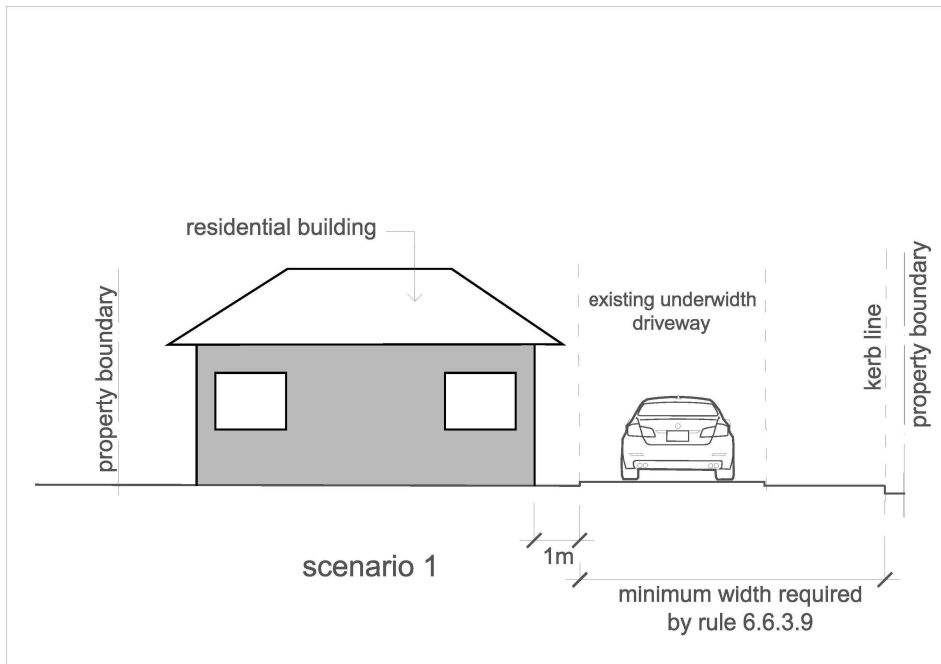 residential building
property boundary
existing underwidth
driveway
kerb line
property boundary
1m
scenario 1
minimum width required
by rule 6.6.3.9